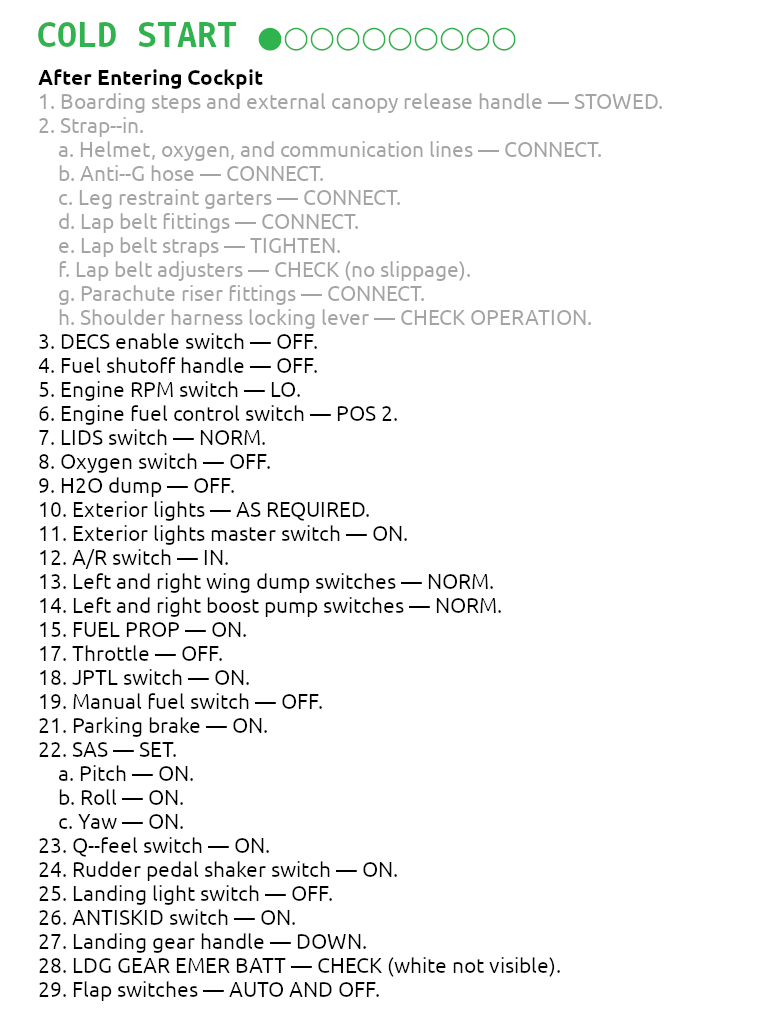 COLD START ●○○○○○○○○○
After Entering Cockpit
1. Boarding steps and external canopy release handle — STOWED.
2. Strap--in.
a. Helmet, oxygen, and communication lines — CONNECT.
b. Anti--G hose — CONNECT.
c. Leg restraint garters — CONNECT.
d. Lap belt fittings — CONNECT.
e. Lap belt straps — TIGHTEN.
f. Lap belt adjusters — CHECK (no slippage).
g. Parachute riser fittings — CONNECT.
h. Shoulder harness locking lever — CHECK OPERATION.
3. DECS enable switch — OFF.
4. Fuel shutoff handle — OFF.
5. Engine RPM switch — LO.
6. Engine fuel control switch — POS 2.
7. LIDS switch — NORM.
8. Oxygen switch — OFF.
9. H2O dump — OFF.
10. Exterior lights — AS REQUIRED.
11. Exterior lights master switch — ON.
12. A/R switch — IN.
13. Left and right wing dump switches — NORM.
14. Left and right boost pump switches — NORM.
15. FUEL PROP — ON.
17. Throttle — OFF.
18. JPTL switch — ON.
19. Manual fuel switch — OFF.
21. Parking brake — ON.
22. SAS — SET.
a. Pitch — ON.
b. Roll — ON.
c. Yaw — ON.
23. Q--feel switch — ON.
24. Rudder pedal shaker switch — ON.
25. Landing light switch — OFF.
26. ANTISKID switch — ON.
27. Landing gear handle — DOWN.
28. LDG GEAR EMER BATT — CHECK (white not visible).
29. Flap switches — AUTO AND OFF.